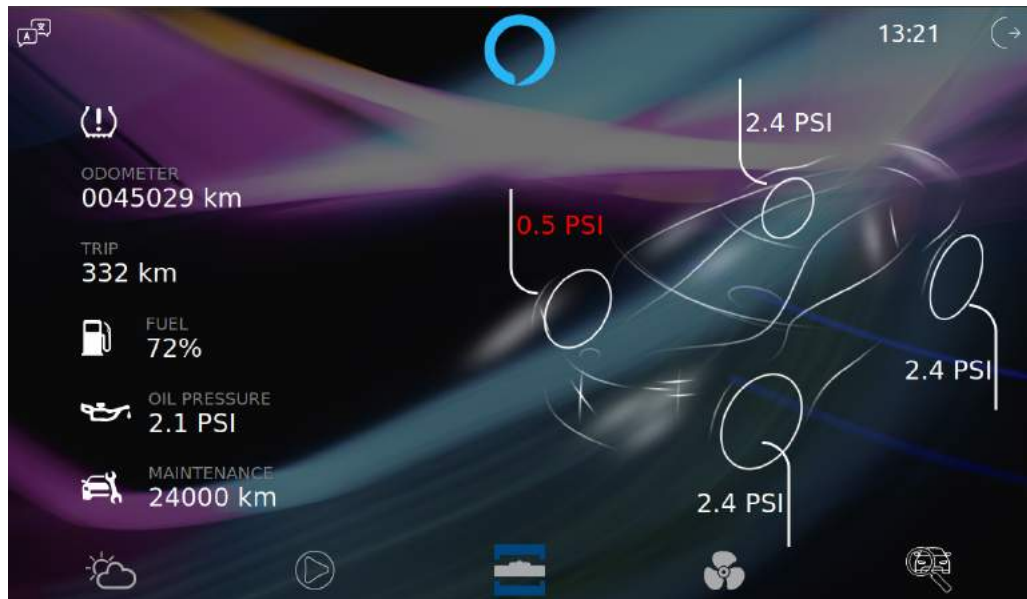 13:21
2.4 PSI
ODOMETER
0045029 km
0.5 PSI
TRIP
332 km
FUEL
72%
2.4 PSI
OIL PRESSURE
2.1 PSI
MAINTENANCE
24000 km
2.4 PSI